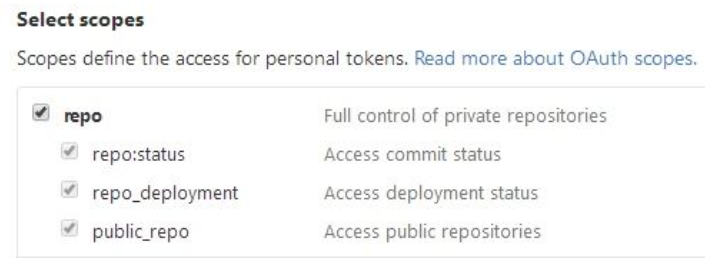 Select scopes
Scopes define the access for personal tokens. Read more about OAuth scopes.
repo Full control of private repositories
repo:status Access commit status
repo_deployment Access deployment status
public_repo Access public repositories